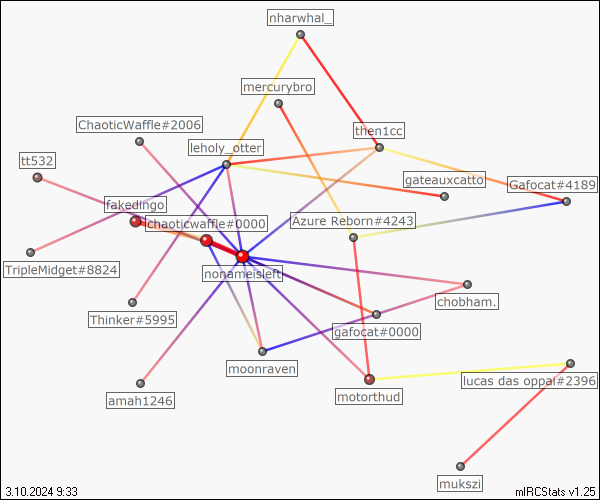 nharwhal_
mercurybro
ChaoticWaffle#2006
then1cc
leholy_otter
tt532
gateauxcatto
Gafocat#4189
fakedingo
chaoticwaffle#0000
Azure Reborn#4243
TripleMidget#8824
nonameisleft
chobham.
Thinker#5995
gafocat#0000
moonraven
lucas das oppai#2396
amah1246
motorthud
mukszi
3.10.2024 9:33
mIRCStats v1.25